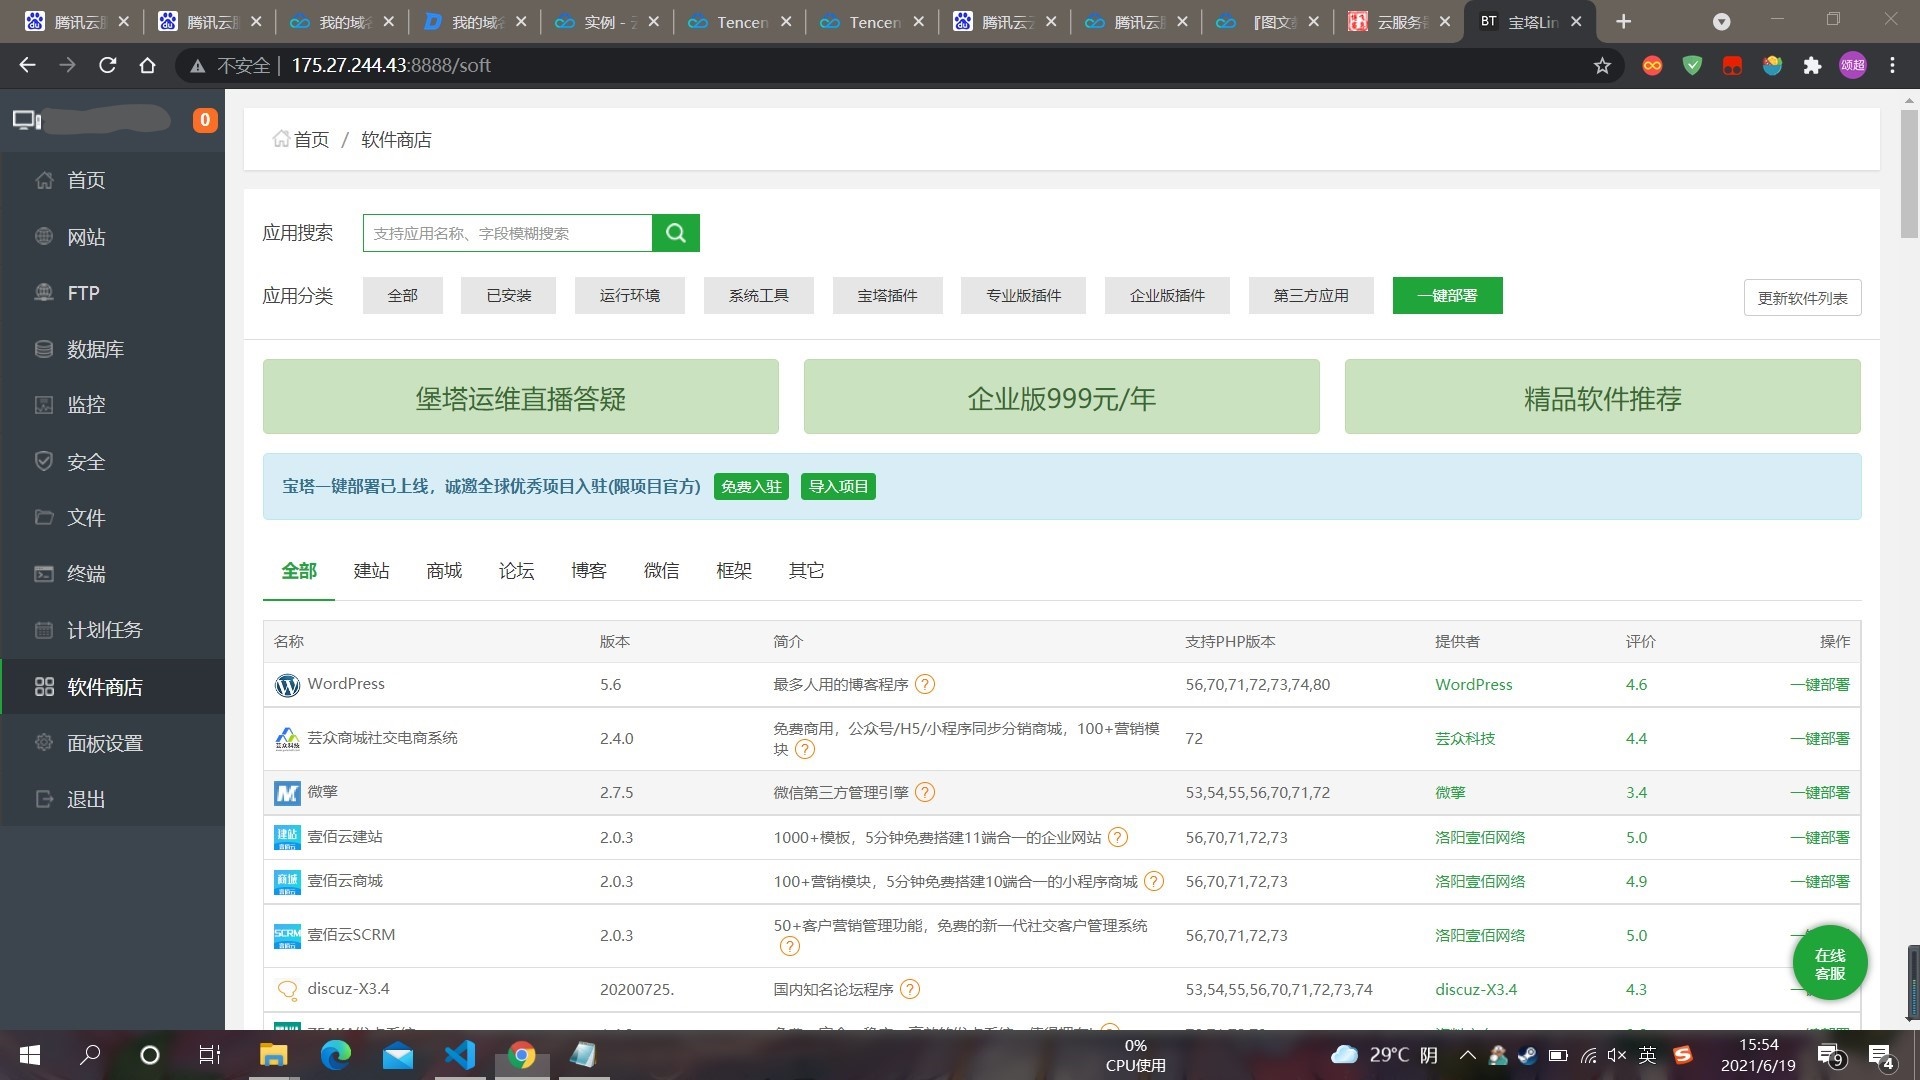 腾讯云服 腾讯云服 我的域名 我的域名 实例 - 云 Tencen Tencen 腾讯云云 腾讯云服 『图文 云服务器 BT 宝塔Lin
不安全 175.27.244.43:8888/soft 颂超
0
首页 / 软件商店
首页
网站
FTP
数据库
监控
安全
文件
终端
计划任务
软件商店
面板设置
退出
应用搜索 支持应用名称、字段模糊搜索
应用分类 全部 已安装 运行环境 系统工具 宝塔插件 专业版插件 企业版插件 第三方应用 一键部署 更新软件列表
堡塔运维直播答疑 企业版999元/年 精品软件推荐
宝塔一键部署已上线，诚邀全球优秀项目入驻(限项目官方) 免费入驻 导入项目
全部 建站 商城 论坛 博客 微信 框架 其它
名称 版本 简介 支持PHP版本 提供者 评价 操作
WordPress 5.6 最多人用的博客程序 ? 56,70,71,72,73,74,80 WordPress 4.6 一键部署
芸众商城社交电商系统 2.4.0 免费商用，公众号/H5/小程序同步分销商城，100+营销模
块 ? 72 芸众科技 4.4 一键部署
微擎 2.7.5 微信第三方管理引擎 ? 53,54,55,56,70,71,72 微擎 3.4 一键部署
壹佰云建站 2.0.3 1000+模板，5分钟免费搭建11端合一的企业网站 ? 56,70,71,72,73 洛阳壹佰网络 5.0 一键部署
壹佰云商城 2.0.3 100+营销模块，5分钟免费搭建10端合一的小程序商城 ? 56,70,71,72,73 洛阳壹佰网络 4.9 一键部署
壹佰云SCRM 2.0.3 50+客户营销管理功能，免费的新一代社交客户管理系统
? 56,70,71,72,73 洛阳壹佰网络 5.0
discuz-X3.4 20200725. 国内知名论坛程序 ? 53,54,55,56,70,71,72,73,74 discuz-X3.4 4.3
在线
客服
0%
CPU使用
29°C 阴 英
15:54
2021/6/19
9 4